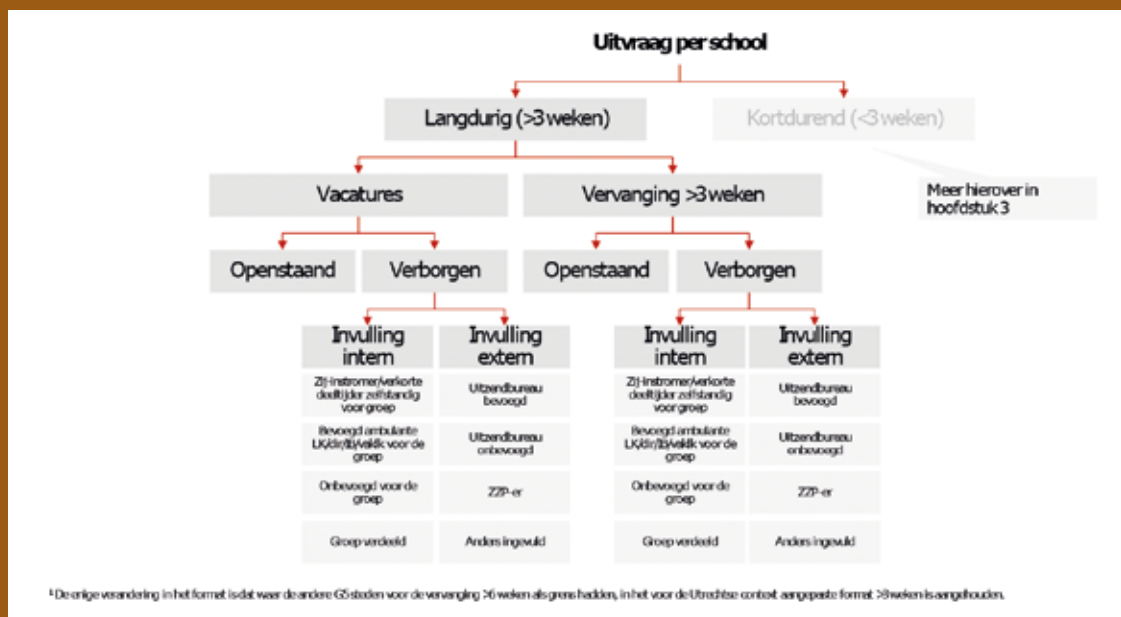 Uitvraag per school
Langdurig (>3 weken)
Kortdurend (<3 weken)
Meer hierover in
hoofdstuk 3
Vacatures
Vervanging >3 weken
Openstaand
Verborgen
Openstaand
Verborgen
Invulling
intern
Invulling
extern
Invulling
intern
Invulling
extern
Zij-instromer/verkorte
deeltijder zelfstandig
voor groep
Uitzendbureau
bevoegd
Zij-instromer/verkorte
deeltijder zelfstandig
voor groep
Uitzendbureau
bevoegd
Bevoegd ambulante
LK/dir/ib/vaklk voor de
groep
Uitzendbureau
onbevoegd
Bevoegd ambulante
LK/dir/ib/vaklk voor de
groep
Uitzendbureau
onbevoegd
Onbevoegd voor de
groep
ZZP-er
Onbevoegd voor de
groep
ZZP-er
Groep verdeeld
Anders ingevuld
Groep verdeeld
Anders ingevuld
De enige verandering in het format is dat waar de andere G5 steden voor de vervanging >6 weken als grens hadden, in het voor de Utrechtse context aangepaste format weken is aangehouden.